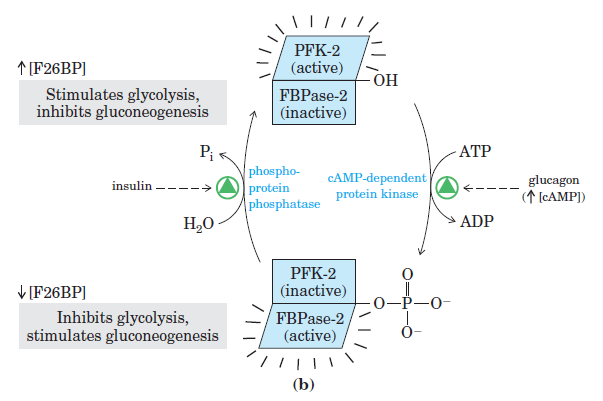 PFK-2
(active)
OH
FBPase-2
(inactive)
↑ [F26BP]
Stimulates glycolysis,
inhibits gluconeogenesis
Pi
phospho-
protein
phosphatase
cAMP-dependent
protein kinase
ATP
insulin
glucagon
(↑ [cAMP])
H2O
ADP
↓ [F26BP]
Inhibits glycolysis,
stimulates gluconeogenesis
PFK-2
(inactive)
FBPase-2
(active)
O
O–P–O−
O−
(b)